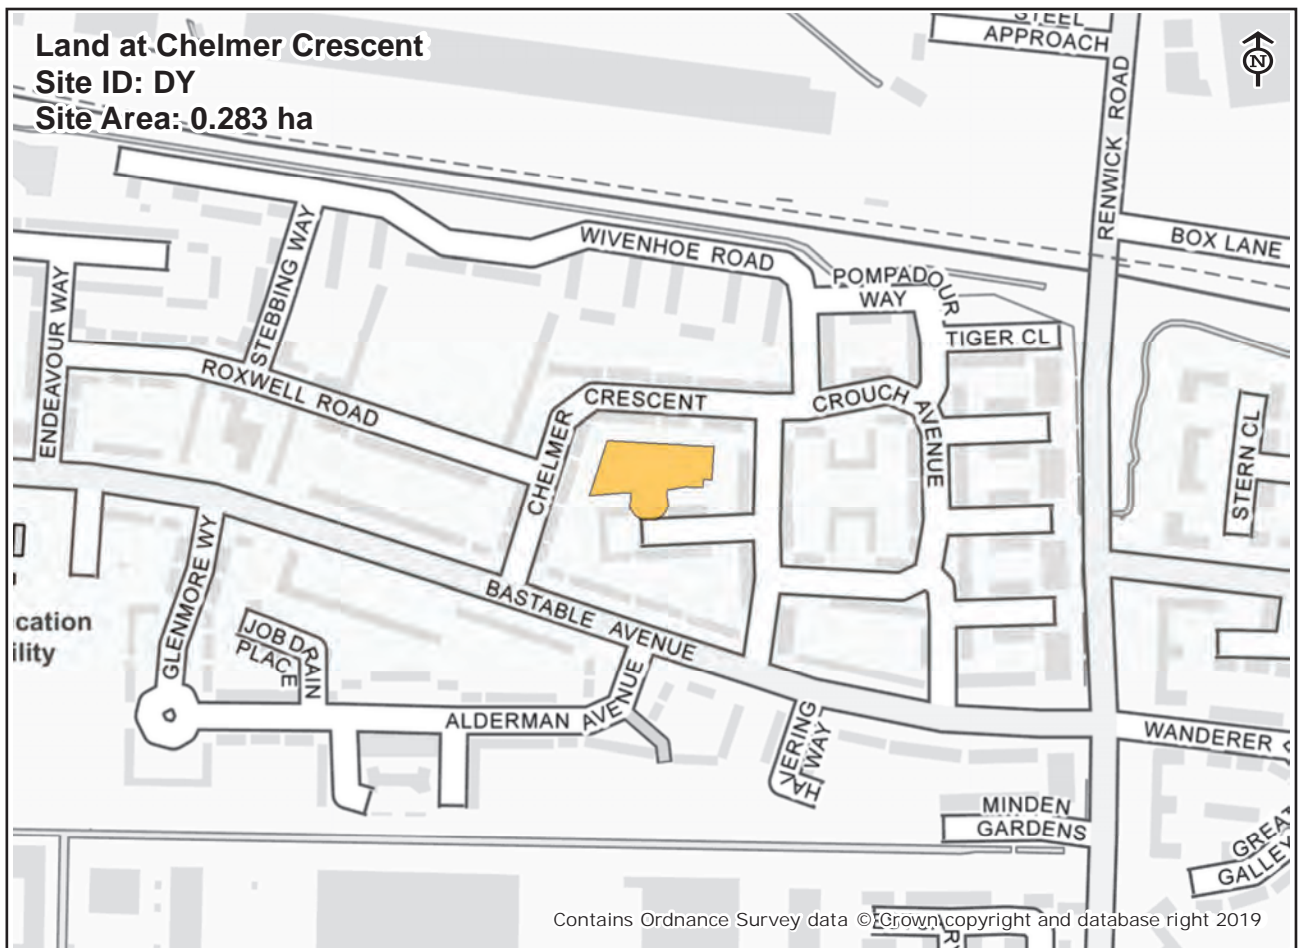 Land at Chelmer Crescent
Site ID: DY
Site Area: 0.283 ha
N
STEEL
APPROACH
RENWICK ROAD
BOX LANE
WIVENHOE ROAD
POMPADOUR
WAY
TIGER CL
STEBBING WAY
ENDEAVOUR WAY
ROXWELL ROAD
CHELMER
CRESCENT
CROUCH AVENUE
STERN CL
GLENMORE WY
BASTABLE AVENUE
cation
ility
JOB DRAIN
PLACE
ALDERMAN AVENUE
HAVERING
WAY
WANDERER
MINDEN
GARDENS
GREAT
GALLEY
Contains Ordnance Survey data © Crown copyright and database right 2019